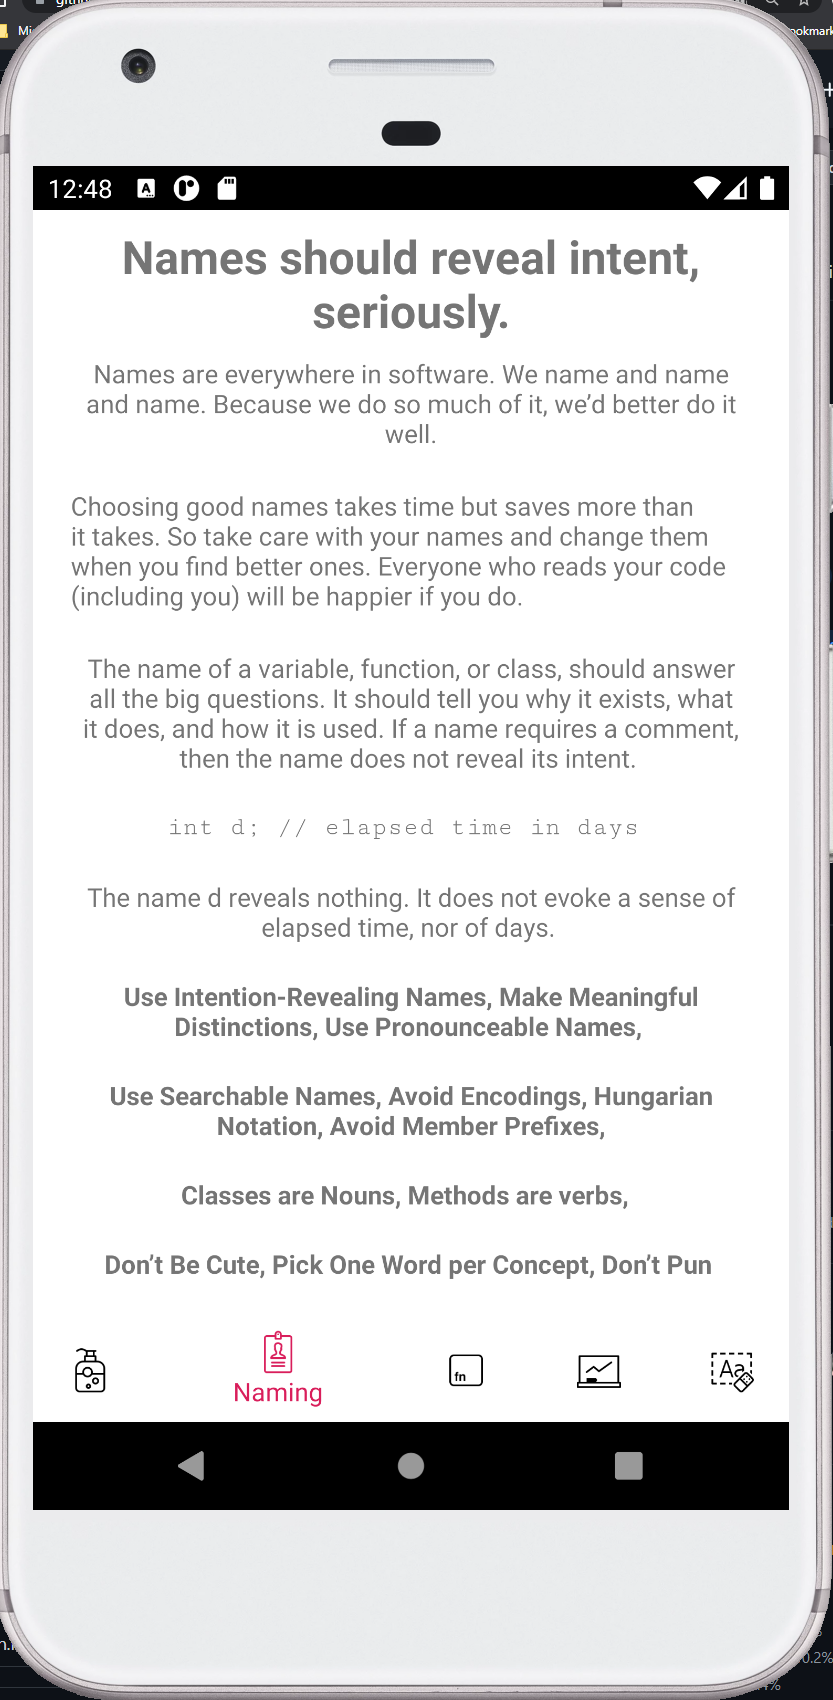 12:48
Names should reveal intent,
seriously.
Names are everywhere in software. We name and name
and name. Because we do so much of it, we’d better do it
well.
Choosing good names takes time but saves more than
it takes. So take care with your names and change them
when you find better ones. Everyone who reads your code
(including you) will be happier if you do.
The name of a variable, function, or class, should answer
all the big questions. It should tell you why it exists, what
it does, and how it is used. If a name requires a comment,
then the name does not reveal its intent.
int d; // elapsed time in days
The name d reveals nothing. It does not evoke a sense of
elapsed time, nor of days.
Use Intention-Revealing Names, Make Meaningful
Distinctions, Use Pronounceable Names,
Use Searchable Names, Avoid Encodings, Hungarian
Notation, Avoid Member Prefixes,
Classes are Nouns, Methods are verbs,
Don’t Be Cute, Pick One Word per Concept, Don’t Pun
fn
Aa
Naming
0.2%